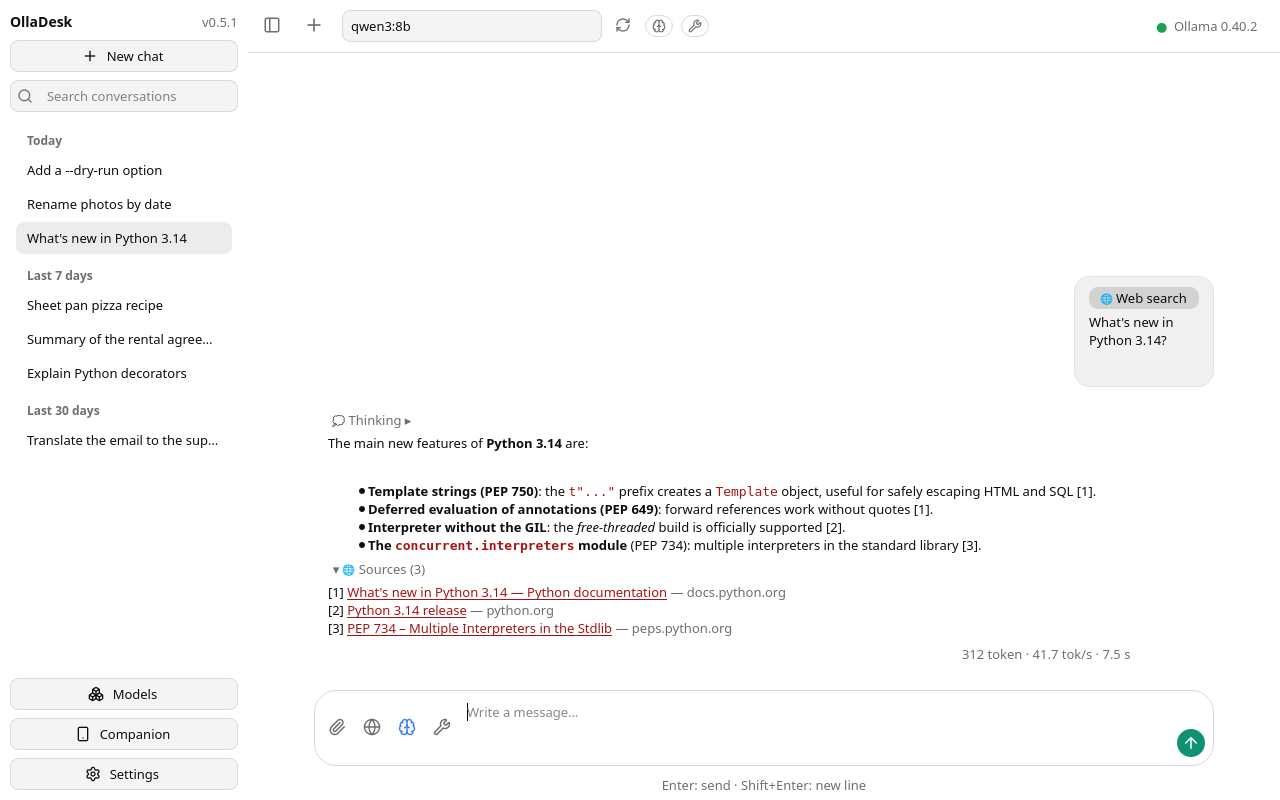 OllaDesk
v0.5.1
New chat
Search conversations
Today
Add a --dry-run option
Rename photos by date
What's new in Python 3.14
Last 7 days
Sheet pan pizza recipe
Summary of the rental agree...
Explain Python decorators
Last 30 days
Translate the email to the sup...
Models
Companion
Settings
qwen3:8b
Ollama 0.40.2
Web search
What's new in
Python 3.14?
Thinking ▸
The main new features of Python 3.14 are:
• Template strings (PEP 750): the t"..." prefix creates a Template object, useful for safely escaping HTML and SQL [1].
• Deferred evaluation of annotations (PEP 649): forward references work without quotes [1].
• Interpreter without the GIL: the free-threaded build is officially supported [2].
• The concurrent.interpreters module (PEP 734): multiple interpreters in the standard library [3].
▾ Sources (3)
[1] What's new in Python 3.14 — Python documentation — docs.python.org
[2] Python 3.14 release — python.org
[3] PEP 734 – Multiple Interpreters in the Stdlib — peps.python.org
312 token · 41.7 tok/s · 7.5 s
Write a message...
Enter: send · Shift+Enter: new line